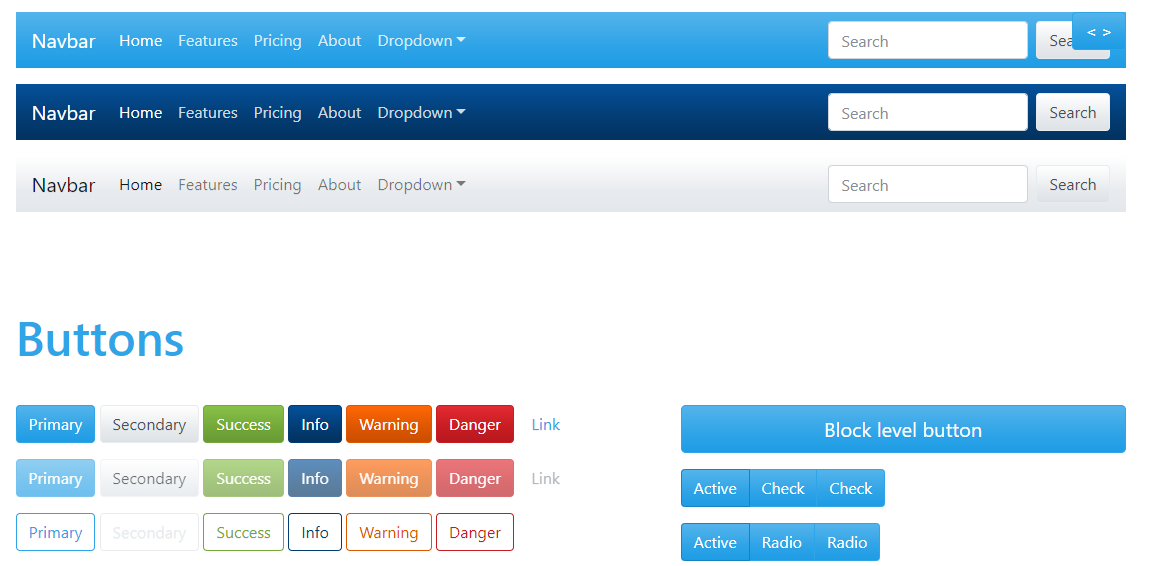 Navbar Home Features Pricing About Dropdown Search < >
Navbar Home Features Pricing About Dropdown Search Search
Navbar Home Features Pricing About Dropdown Search Search
Buttons
Primary Secondary Success Info Warning Danger Link
Block level button
Primary Secondary Success Info Warning Danger Link
Active Check Check
Primary Secondary Success Info Warning Danger
Active Radio Radio